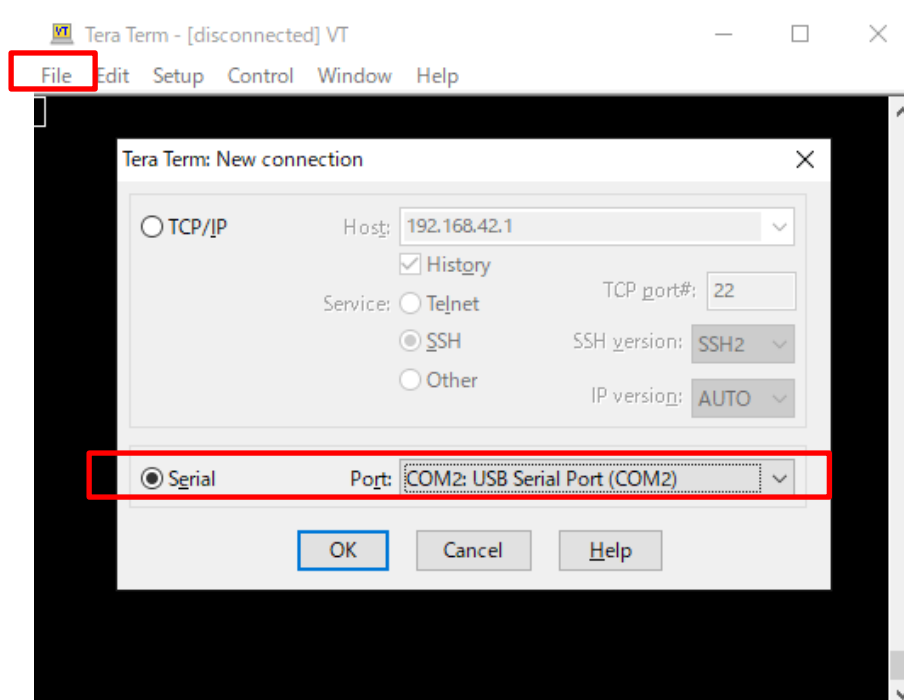 VT Tera Term - [disconnected] VT
File Edit Setup Control Window Help
Tera Term: New connection
TCP/IP Host: 192.168.42.1
History
Service: Telnet TCP port#: 22
SSH SSH version: SSH2
Other IP version: AUTO
Serial Port: COM2: USB Serial Port (COM2)
OK Cancel Help